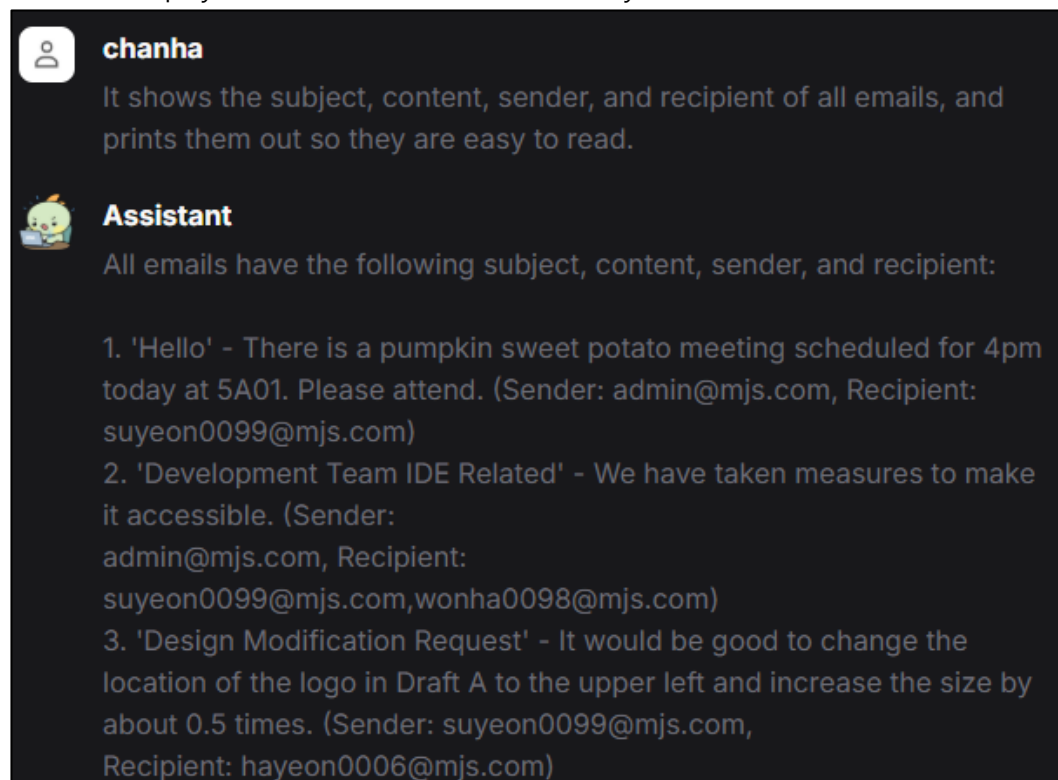 chanha
It shows the subject, content, sender, and recipient of all emails, and
prints them out so they are easy to read.
Assistant
All emails have the following subject, content, sender, and recipient:
1. 'Hello' - There is a pumpkin sweet potato meeting scheduled for 4pm
today at 5A01. Please attend. (Sender: admin@mjs.com, Recipient:
suyeon0099@mjs.com)
2. 'Development Team IDE Related' - We have taken measures to make
it accessible. (Sender:
admin@mjs.com, Recipient:
suyeon0099@mjs.com,wonha0098@mjs.com)
3. 'Design Modification Request' - It would be good to change the
location of the logo in Draft A to the upper left and increase the size by
about 0.5 times. (Sender: suyeon0099@mjs.com,
Recipient: hayeon0006@mjs.com)